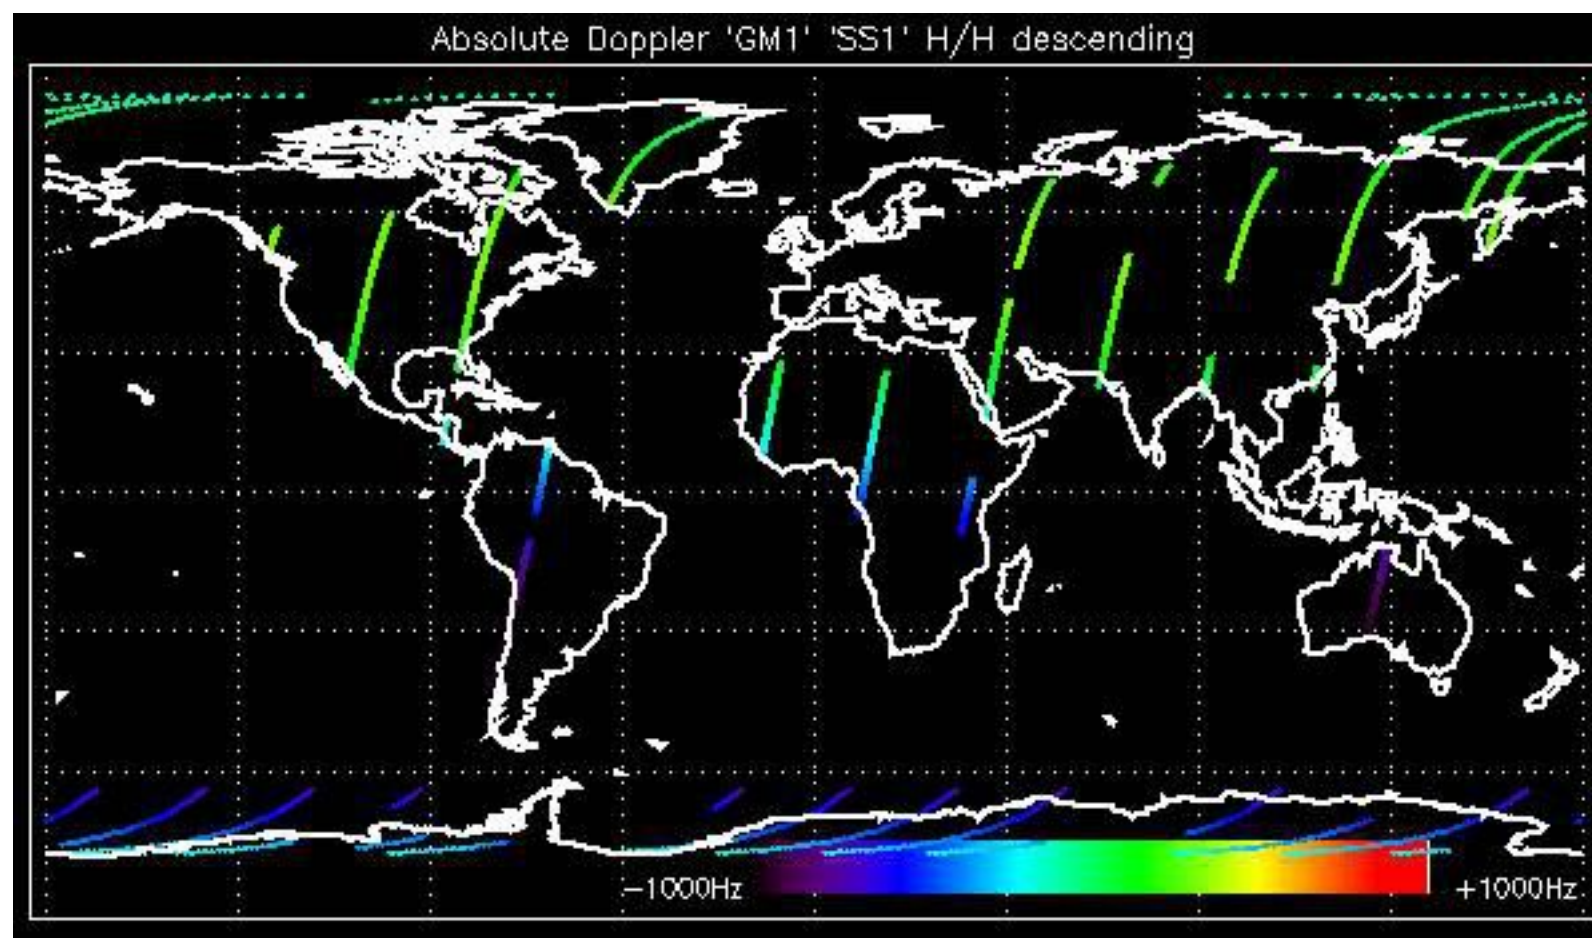 Absolute Doppler 'GM1' 'SS1' H/H descending
-1000Hz
+1000Hz